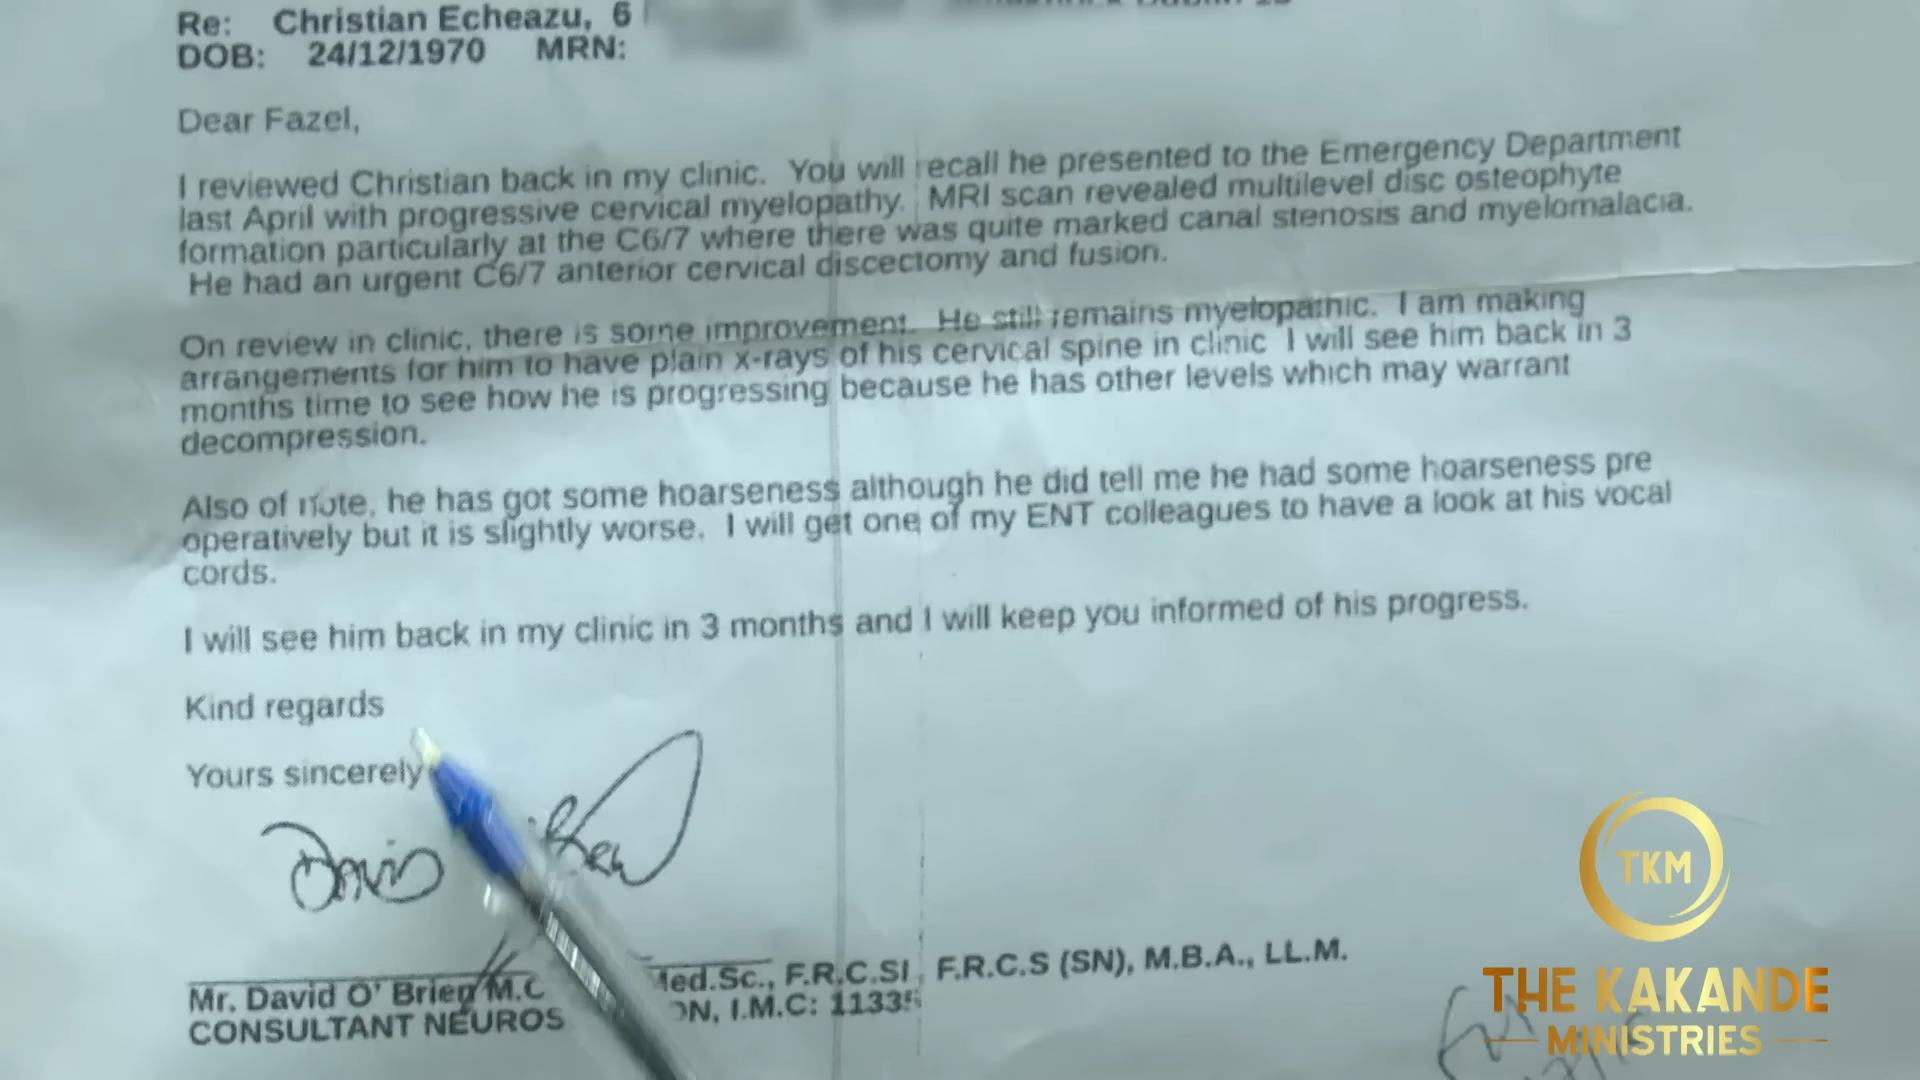 Re: Christian Echeazu, 6
DOB: 24/12/1970 MRN:
Dear Fazel,
I reviewed Christian back in my clinic. You will recall he presented to the Emergency Department
last April with progressive cervical myelopathy. MRI scan revealed multilevel disc osteophyte
formation particularly at the C6/7 where there was quite marked canal stenosis and myelomalacia.
He had an urgent C6/7 anterior cervical discectomy and fusion.
On review in clinic, there is some improvement. He still remains myelopathic. I am making
arrangements for him to have plain x-rays of his cervical spine in clinic I will see him back in 3
months time to see how he is progressing because he has other levels which may warrant
decompression.
Also of note, he has got some hoarseness although he did tell me he had some hoarseness pre
operatively but it is slightly worse. I will get one of my ENT colleagues to have a look at his vocal
cords.
I will see him back in my clinic in 3 months and I will keep you informed of his progress.
Kind regards
Yours sincerely
David
Mr. David O' Brien M.C Med.Sc., F.R.C.SI, F.R.C.S (SN), M.B.A., LL.M.
CONSULTANT NEUROS ON, I.M.C: 11335
TKM
THE KAKANDE
MINISTRIES